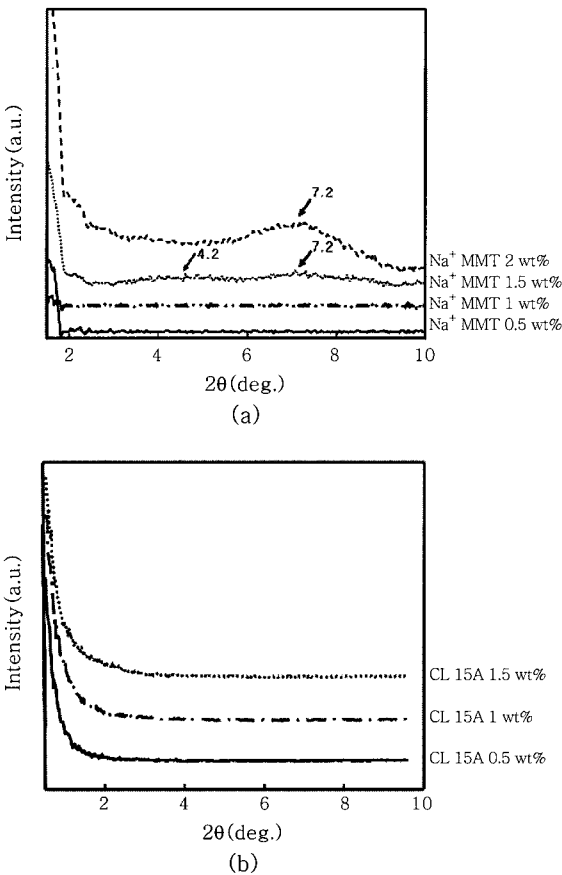 Intensity (a.u.)
7.2
4.2
7.2
Na+ MMT 2 wt%
Na+ MMT 1.5 wt%
Na+ MMT 1 wt%
Na+ MMT 0.5 wt%
2 4 6 8 10
2θ(deg.)
(a)
Intensity (a.u.)
CL 15A 1.5 wt%
CL 15A 1 wt%
CL 15A 0.5 wt%
2 4 6 8 10
2θ(deg.)
(b)